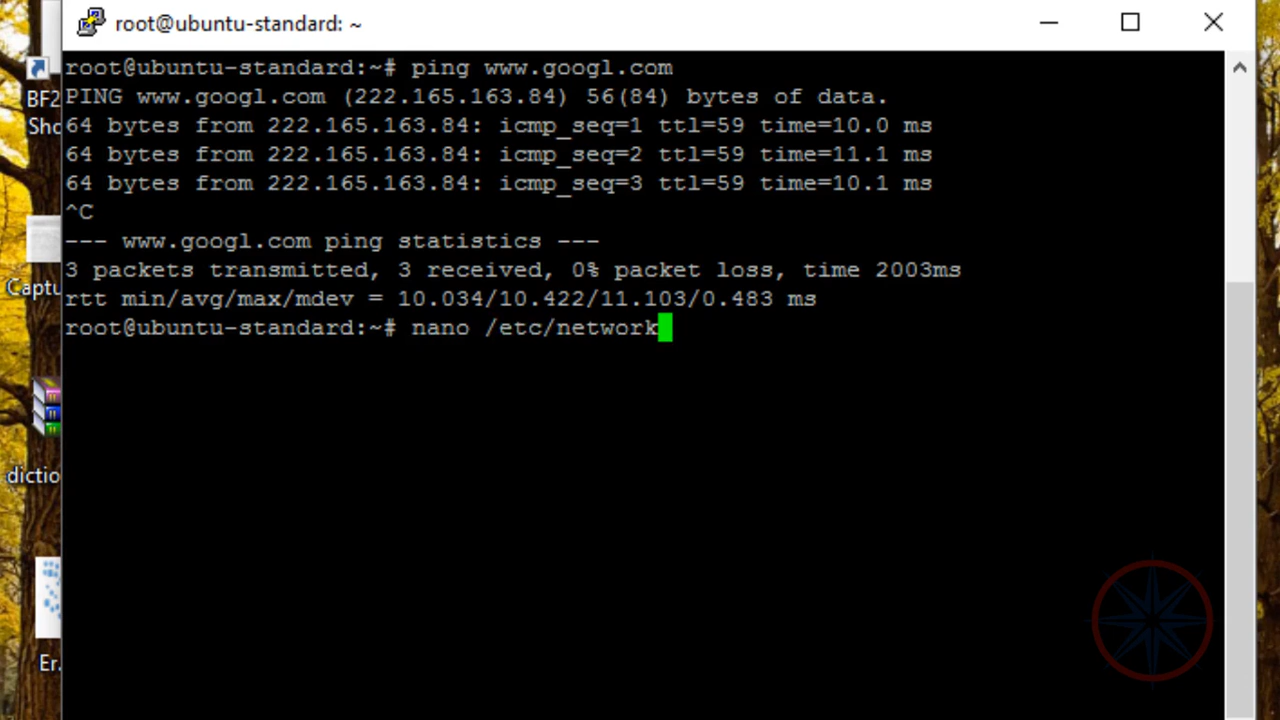 root@ubuntu-standard: ~
root@ubuntu-standard:~# ping www.googl.com
PING www.googl.com (222.165.163.84) 56(84) bytes of data.
64 bytes from 222.165.163.84: icmp_seq=1 ttl=59 time=10.0 ms
64 bytes from 222.165.163.84: icmp_seq=2 ttl=59 time=11.1 ms
64 bytes from 222.165.163.84: icmp_seq=3 ttl=59 time=10.1 ms
^C
--- www.googl.com ping statistics ---
3 packets transmitted, 3 received, 0% packet loss, time 2003ms
rtt min/avg/max/mdev = 10.034/10.422/11.103/0.483 ms
root@ubuntu-standard:~# nano /etc/network
BF2
Sho
Captu
dictio
Er.